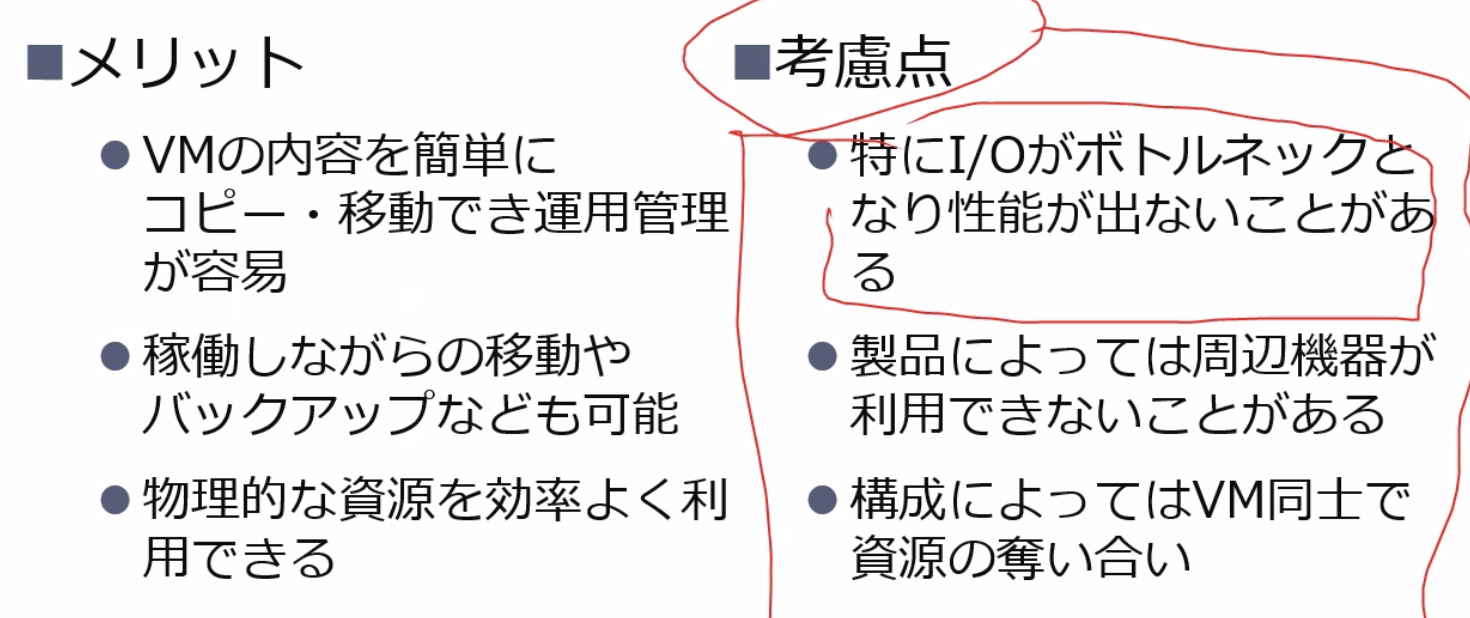 ■メリット
●VMの内容を簡単に
コピー・移動でき運用管理
が容易
●稼働しながらの移動や
バックアップなども可能
●物理的な資源を効率よく利
用できる
■考慮点
●特にI/Oがボトルネックと
なり性能が出ないことがあ
る
●製品によっては周辺機器が
利用できないことがある
●構成によってはVM同士で
資源の奪い合い